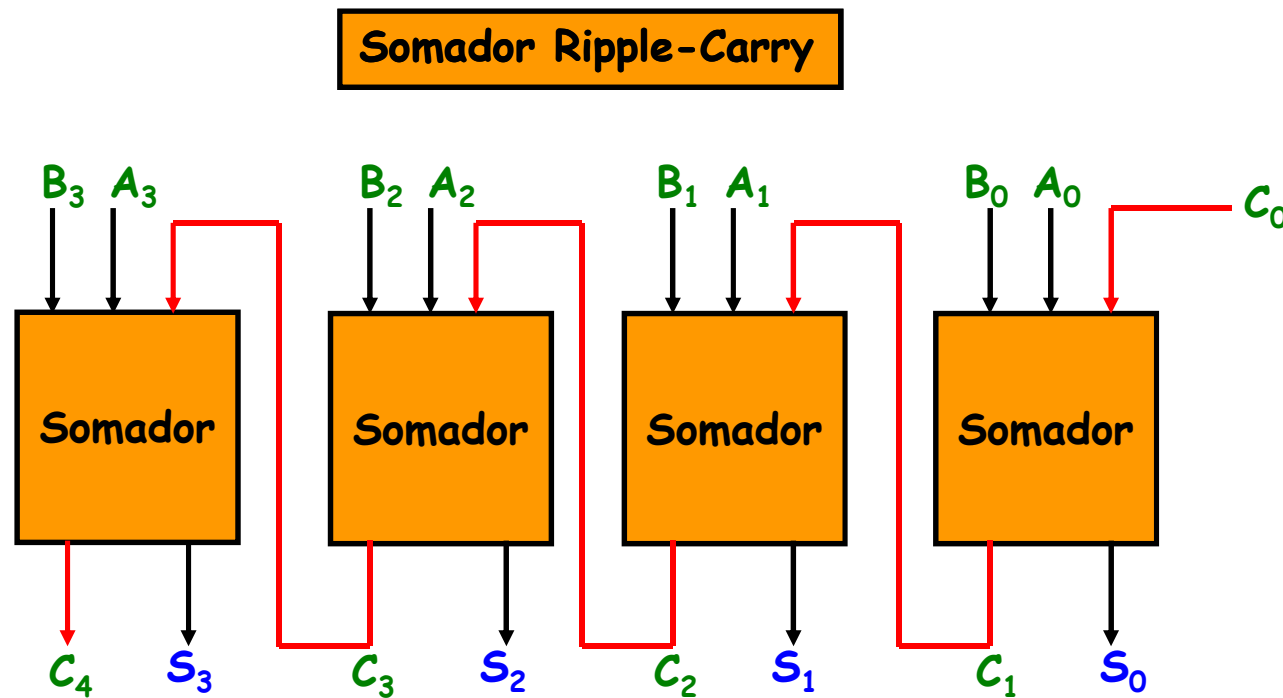 Somador Ripple-Carry
B₃ A₃ B₂ A₂ B₁ A₁ B₀ A₀ C₀
Somador Somador Somador Somador
C₄ S₃ C₃ S₂ C₂ S₁ C₁ S₀